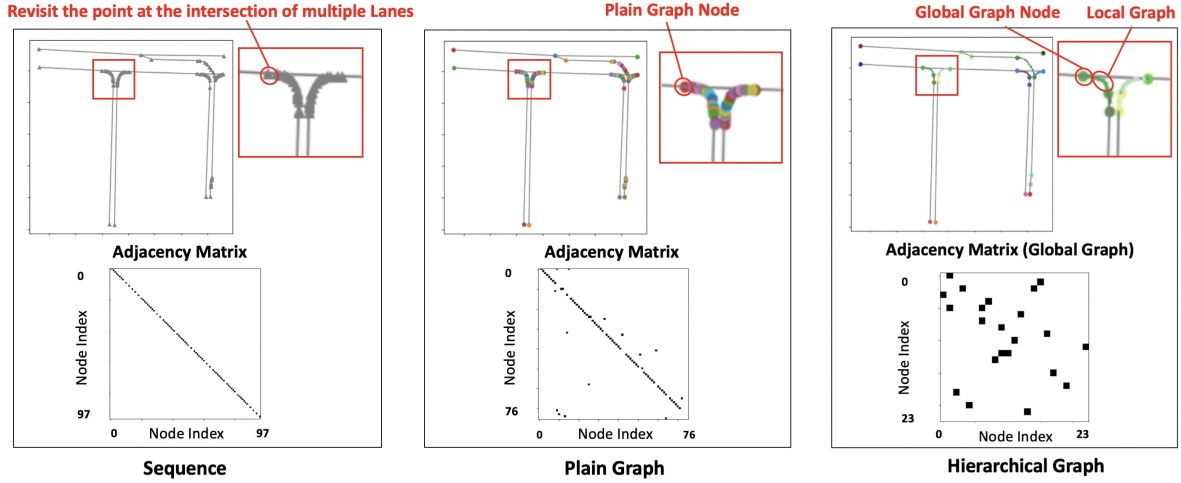 Revisit the point at the intersection of multiple Lanes
Plain Graph Node
Global Graph Node
Local Graph
Adjacency Matrix
0
Node Index
97
0
Node Index
97
Sequence
Adjacency Matrix
0
Node Index
76
0
Node Index
76
Plain Graph
Adjacency Matrix (Global Graph)
0
Node Index
23
0
Node Index
23
Hierarchical Graph